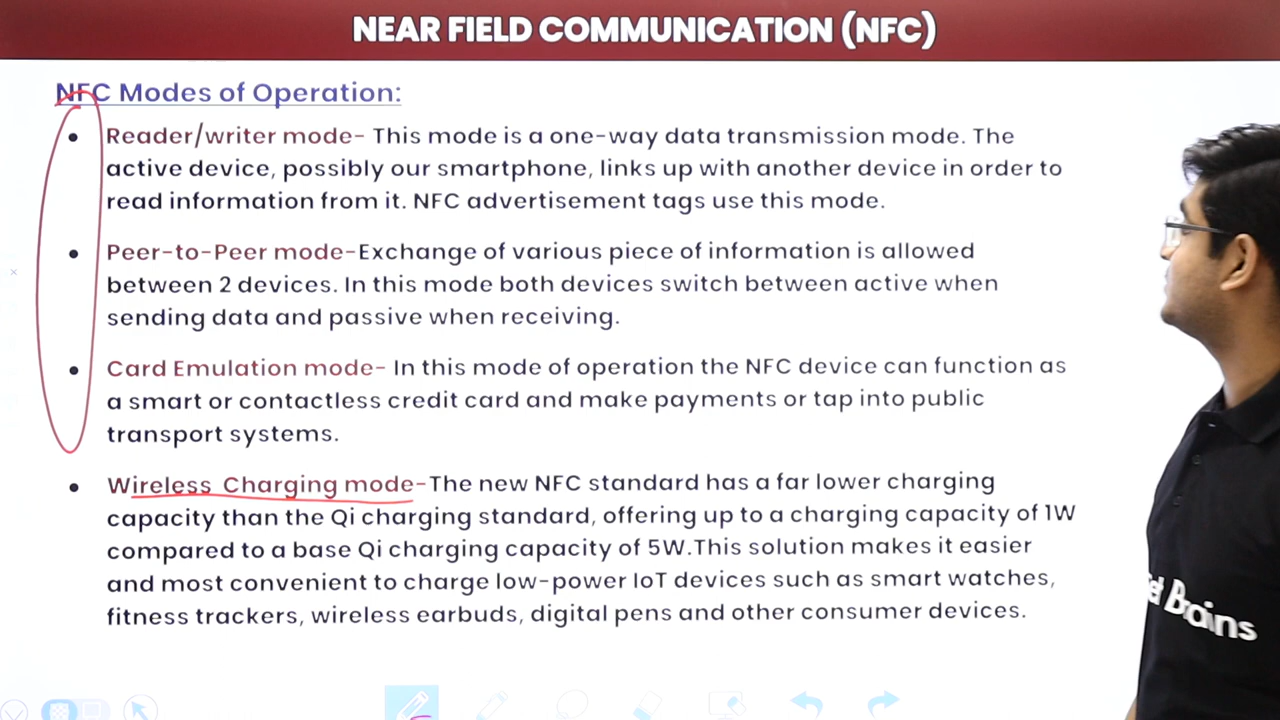 NEAR FIELD COMMUNICATION (NFC)
NFC Modes of Operation:
• Reader/writer mode- This mode is a one-way data transmission mode. The
active device, possibly our smartphone, links up with another device in order to
read information from it. NFC advertisement tags use this mode.
• Peer-to-Peer mode-Exchange of various piece of information is allowed
between 2 devices. In this mode both devices switch between active when
sending data and passive when receiving.
• Card Emulation mode- In this mode of operation the NFC device can function as
a smart or contactless credit card and make payments or tap into public
transport systems.
• Wireless Charging mode-The new NFC standard has a far lower charging
capacity than the Qi charging standard, offering up to a charging capacity of 1W
compared to a base Qi charging capacity of 5W.This solution makes it easier
and most convenient to charge low-power IoT devices such as smart watches,
fitness trackers, wireless earbuds, digital pens and other consumer devices.
Brains